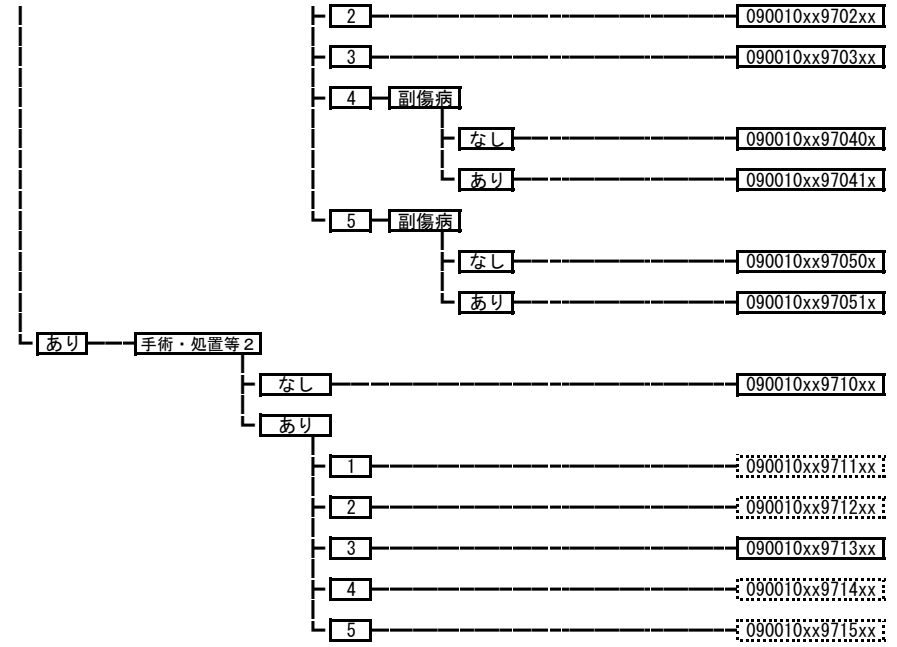 2 090010xx9702xx
3 090010xx9703xx
4 副傷病
なし 090010xx97040x
あり 090010xx97041x
5 副傷病
なし 090010xx97050x
あり 090010xx97051x
あり 手術・処置等2
なし 090010xx9710xx
あり
1 090010xx9711xx
2 090010xx9712xx
3 090010xx9713xx
4 090010xx9714xx
5 090010xx9715xx